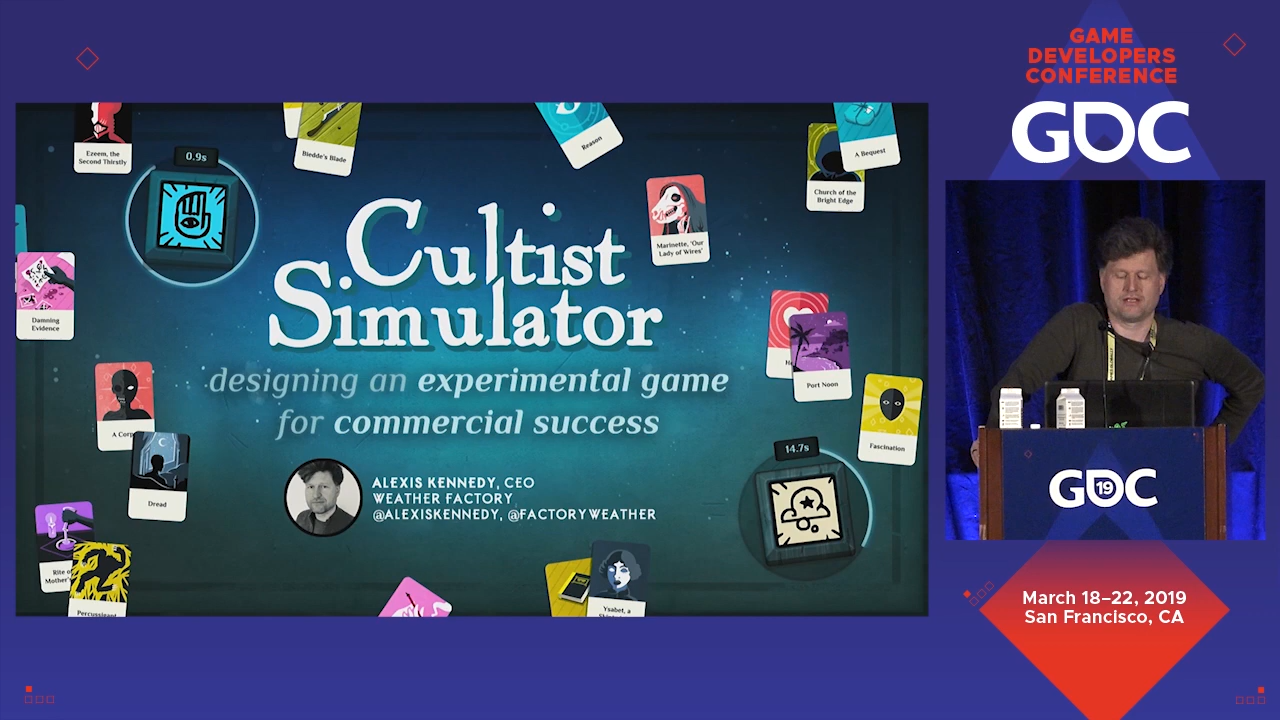 GAME
DEVELOPERS
CONFERENCE
GDC
Ezeem, the
Second Thirstly
0.9s
Biedde's Blade
Reason
A Bequest
Church of the
Bright Edge
Marinette, 'Our
Lady of Wires'
Cultist
Simulator
designing an experimental game
for commercial success
Damning
Evidence
Port Noon
A Corp
Fascination
Dread
14.7s
ALEXIS KENNEDY, CEO
WEATHER FACTORY
@ALEXISKENNEDY, @FACTORYWEATHER
Rite o
Mother'
Ysabet, a
GDC
19
March 18–22, 2019
San Francisco, CA